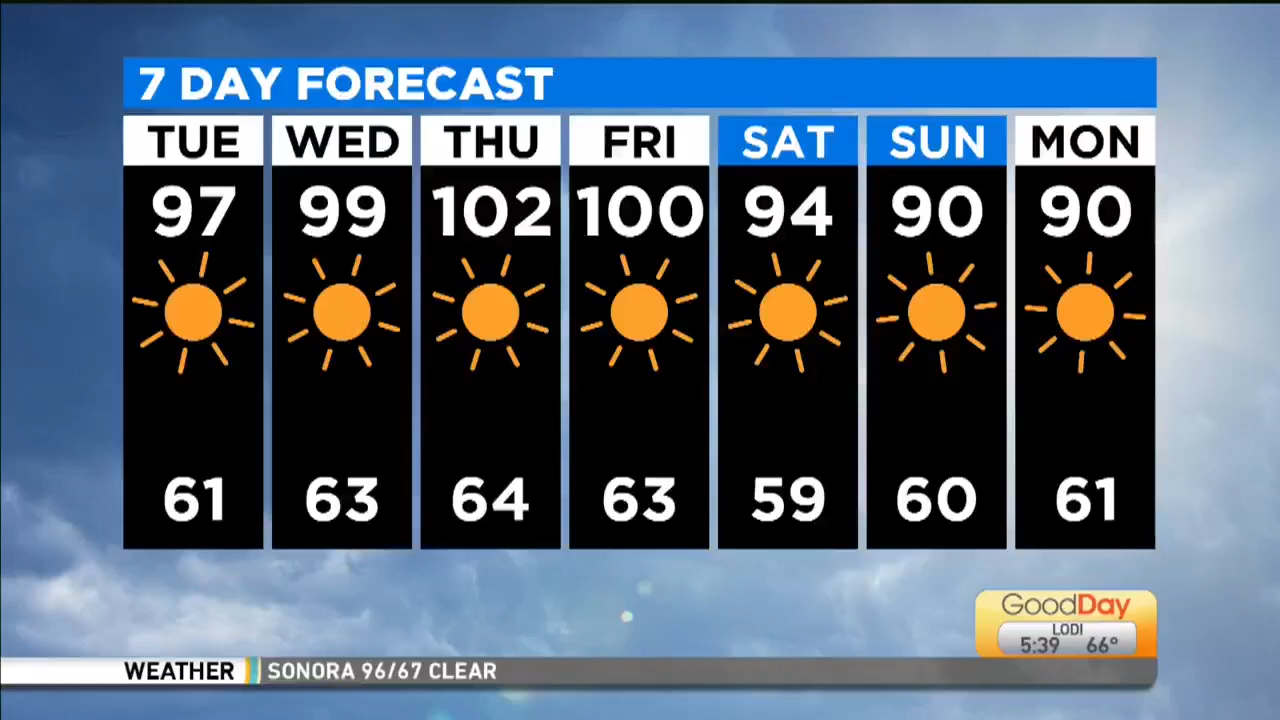 7 DAY FORECAST
TUE WED THU FRI SAT SUN MON
97 99 102 100 94 90 90
61 63 64 63 59 60 61
GoodDay
LODI
5:39 66°
WEATHER SONORA 96/67 CLEAR